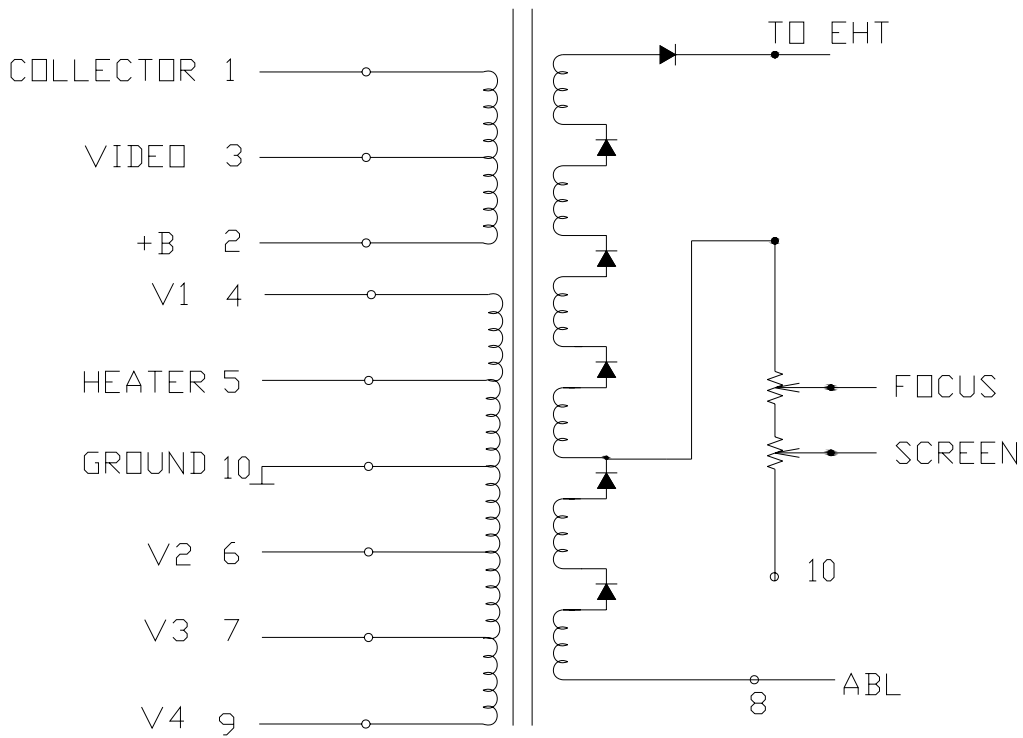 TO EHT
COLLECTOR 1
VIDEO 3
+B 2
V1 4
HEATER 5
FOCUS
GROUND 10
SCREEN
V2 6
10
V3 7
ABL
8
V4 9